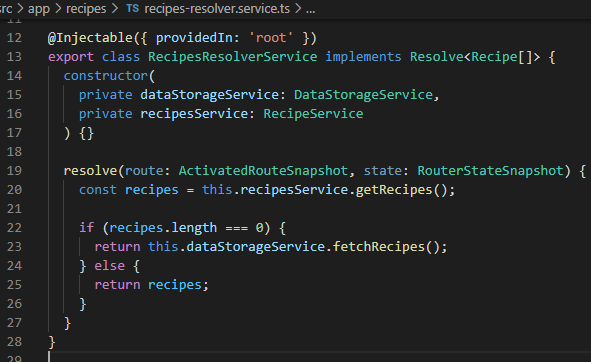 src > app > recipes > TS recipes-resolver.service.ts > ...
11
12 @Injectable({ providedIn: 'root' })
13 export class RecipesResolverService implements Resolve<Recipe[]> {
14   constructor(
15     private dataStorageService: DataStorageService,
16     private recipesService: RecipeService
17   ) {}
18
19   resolve(route: ActivatedRouteSnapshot, state: RouterStateSnapshot) {
20     const recipes = this.recipesService.getRecipes();
21
22     if (recipes.length === 0) {
23       return this.dataStorageService.fetchRecipes();
24     } else {
25       return recipes;
26     }
27   }
28 }
29